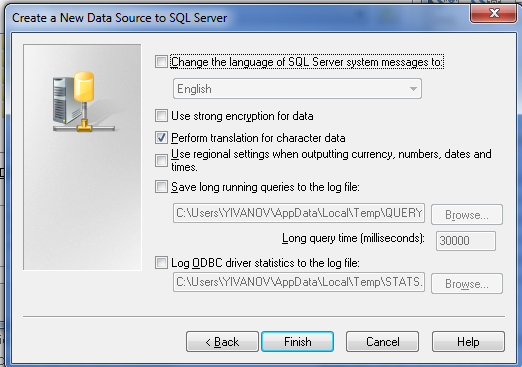 Create a New Data Source to SQL Server
Change the language of SQL Server system messages to:
English
Use strong encryption for data
Perform translation for character data
Use regional settings when outputting currency, numbers, dates and
times.
Save long running queries to the log file:
C:\Users\YIVANOV\AppData\Local\Temp\QUERY
Browse...
Long query time (milliseconds):
30000
Log ODBC driver statistics to the log file:
C:\Users\YIVANOV\AppData\Local\Temp\STATS.
Browse...
< Back
Finish
Cancel
Help